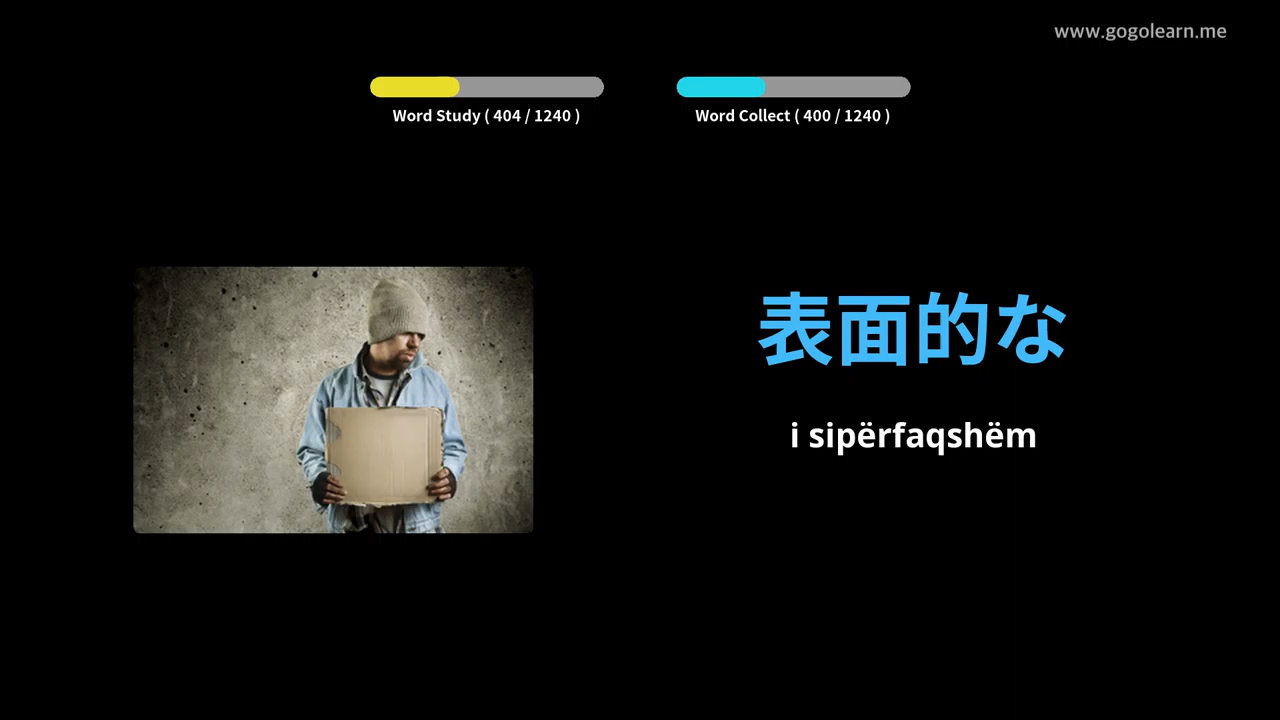 www.gogolearn.me
Word Study ( 404 / 1240 )
Word Collect ( 400 / 1240 )
表面的な
i sipërfaqshëm